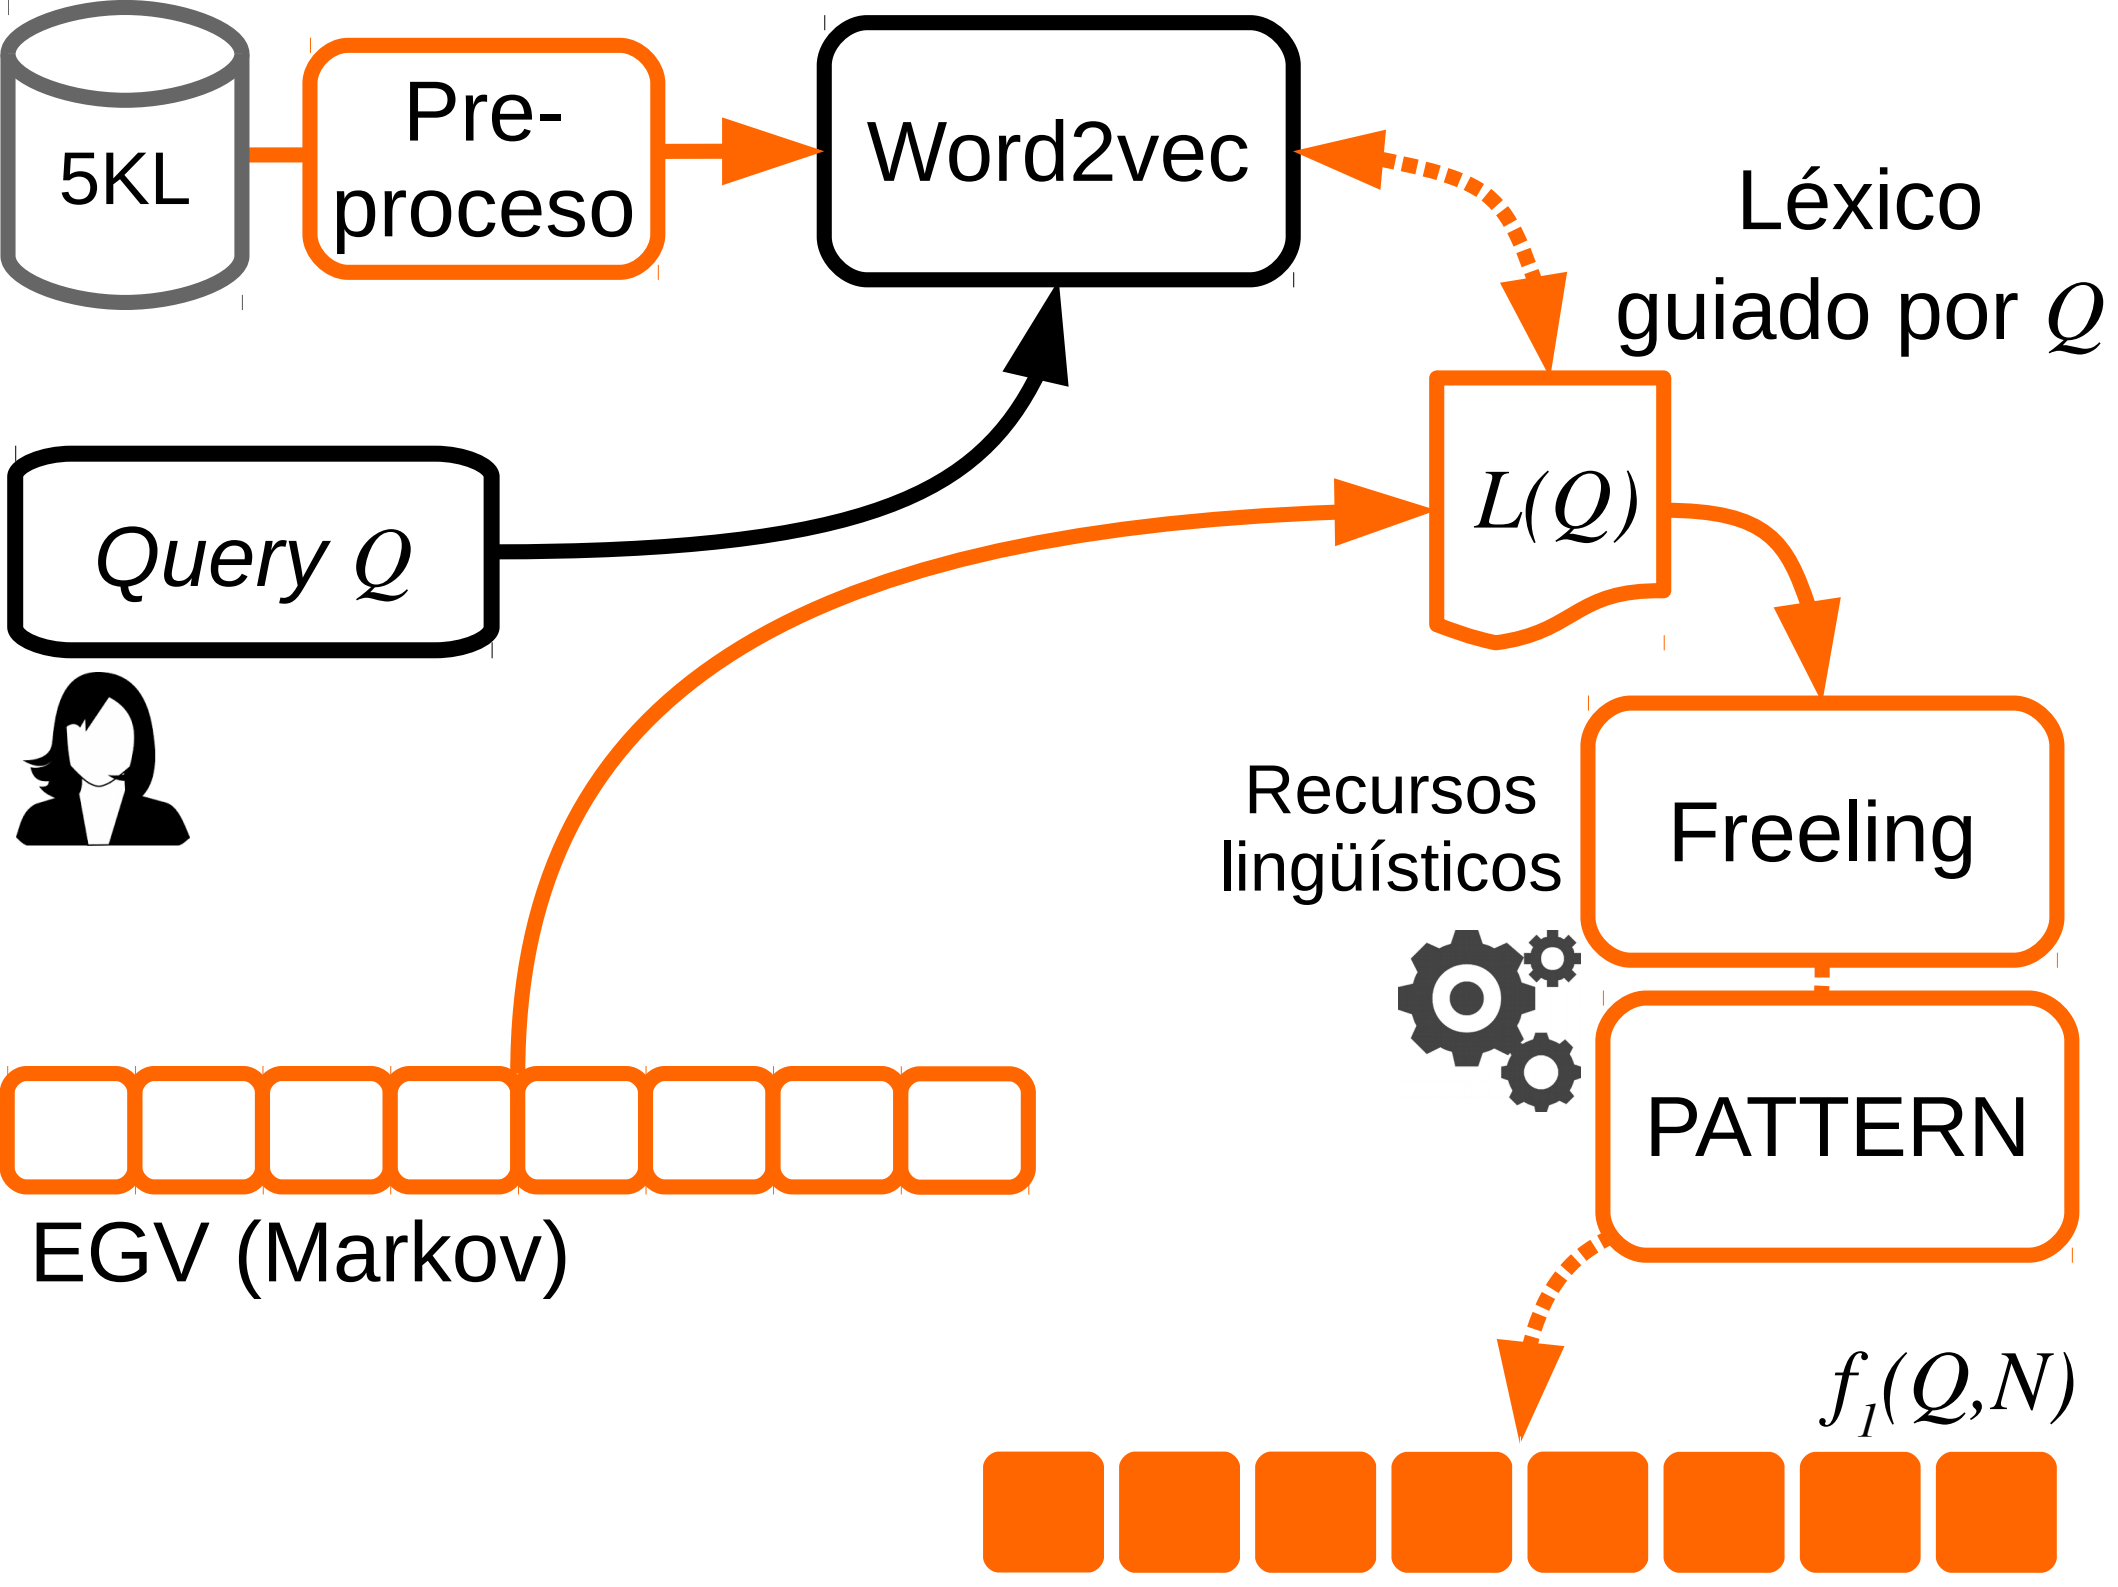 5KL
Pre-
proceso
Word2vec
Léxico
guiado por Q
Query Q
L(Q)
Recursos
lingüísticos
Freeling
PATTERN
EGV (Markov)
f1(Q,N)